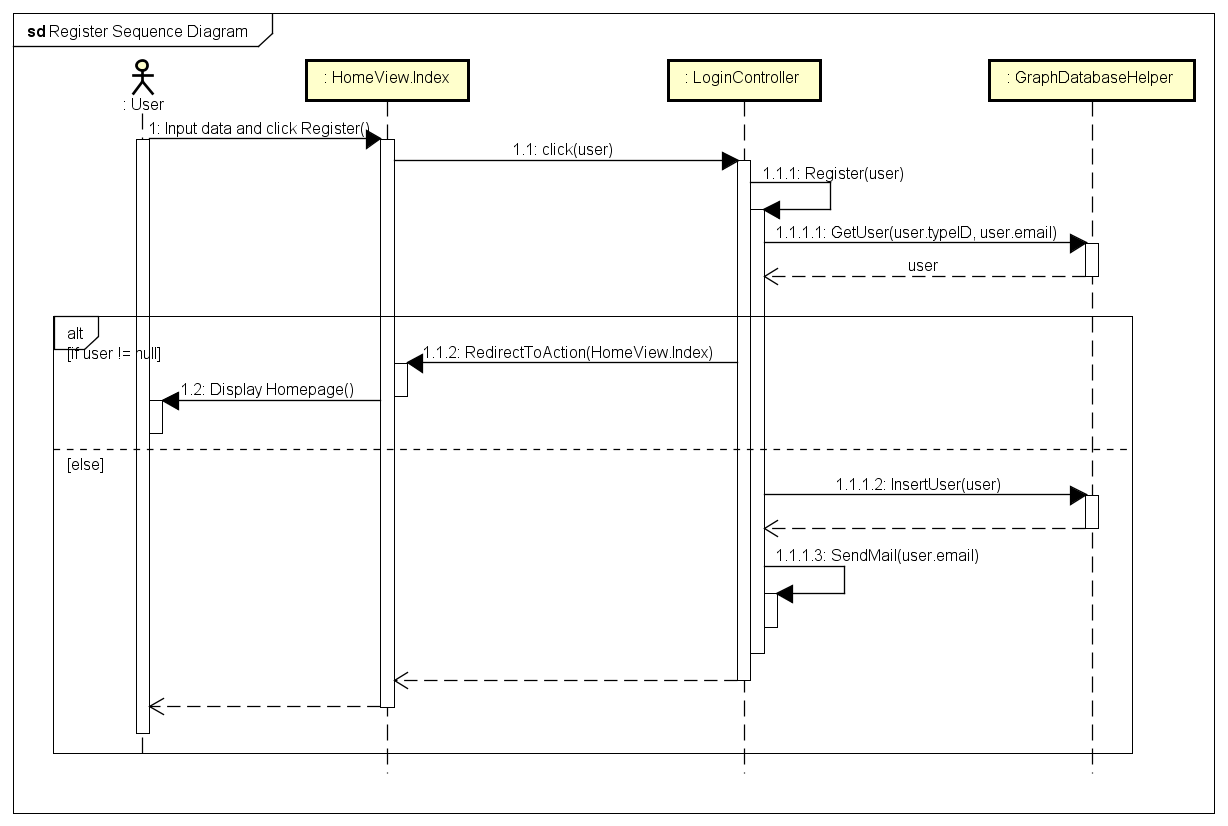 sd Register Sequence Diagram
: User
: HomeView.Index
: LoginController
: GraphDatabaseHelper
1: Input data and click Register()
1.1: click(user)
1.1.1: Register(user)
1.1.1.1: GetUser(user.typeID, user.email)
user
alt
[if user != null]
1.1.2: RedirectToAction(HomeView.Index)
1.2: Display Homepage()
[else]
1.1.1.2: InsertUser(user)
1.1.1.3: SendMail(user.email)